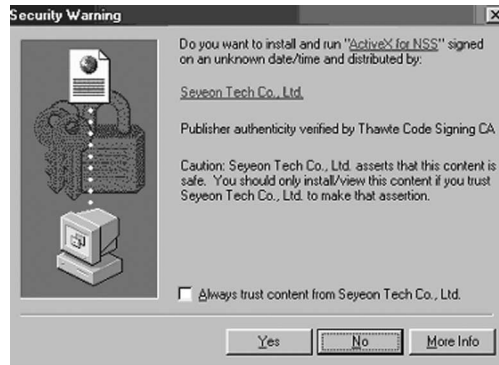 Security Warning
Do you want to install and run "ActiveX for NSS" signed
on an unknown date/time and distributed by:
Seyeon Tech Co., Ltd.
Publisher authenticity verified by Thawte Code Signing CA
Caution: Seyeon Tech Co., Ltd. asserts that this content is
safe. You should only install/view this content if you trust
Seyeon Tech Co., Ltd. to make that assertion.
Always trust content from Seyeon Tech Co., Ltd.
Yes No More Info